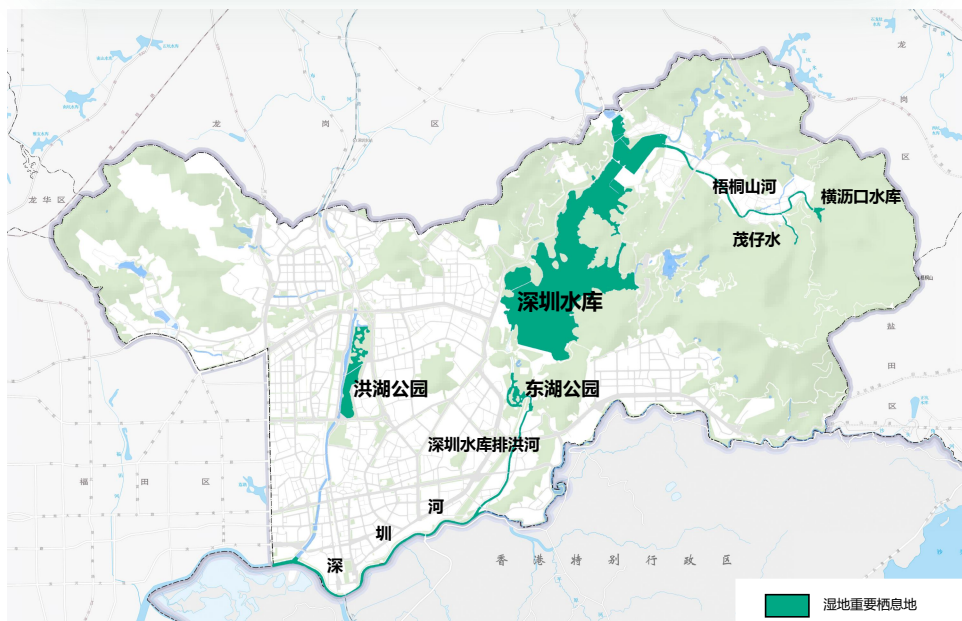 龙
岗
区
龙 岗 区
龙华区
梧桐山河
横沥口水库
茂仔水
深圳水库
梧桐山
盐
田
区
洪湖公园
东湖公园
深圳水库排洪河
福 田 区
河
圳
深
香 港 特 别 行 政 区
湿地重要栖息地